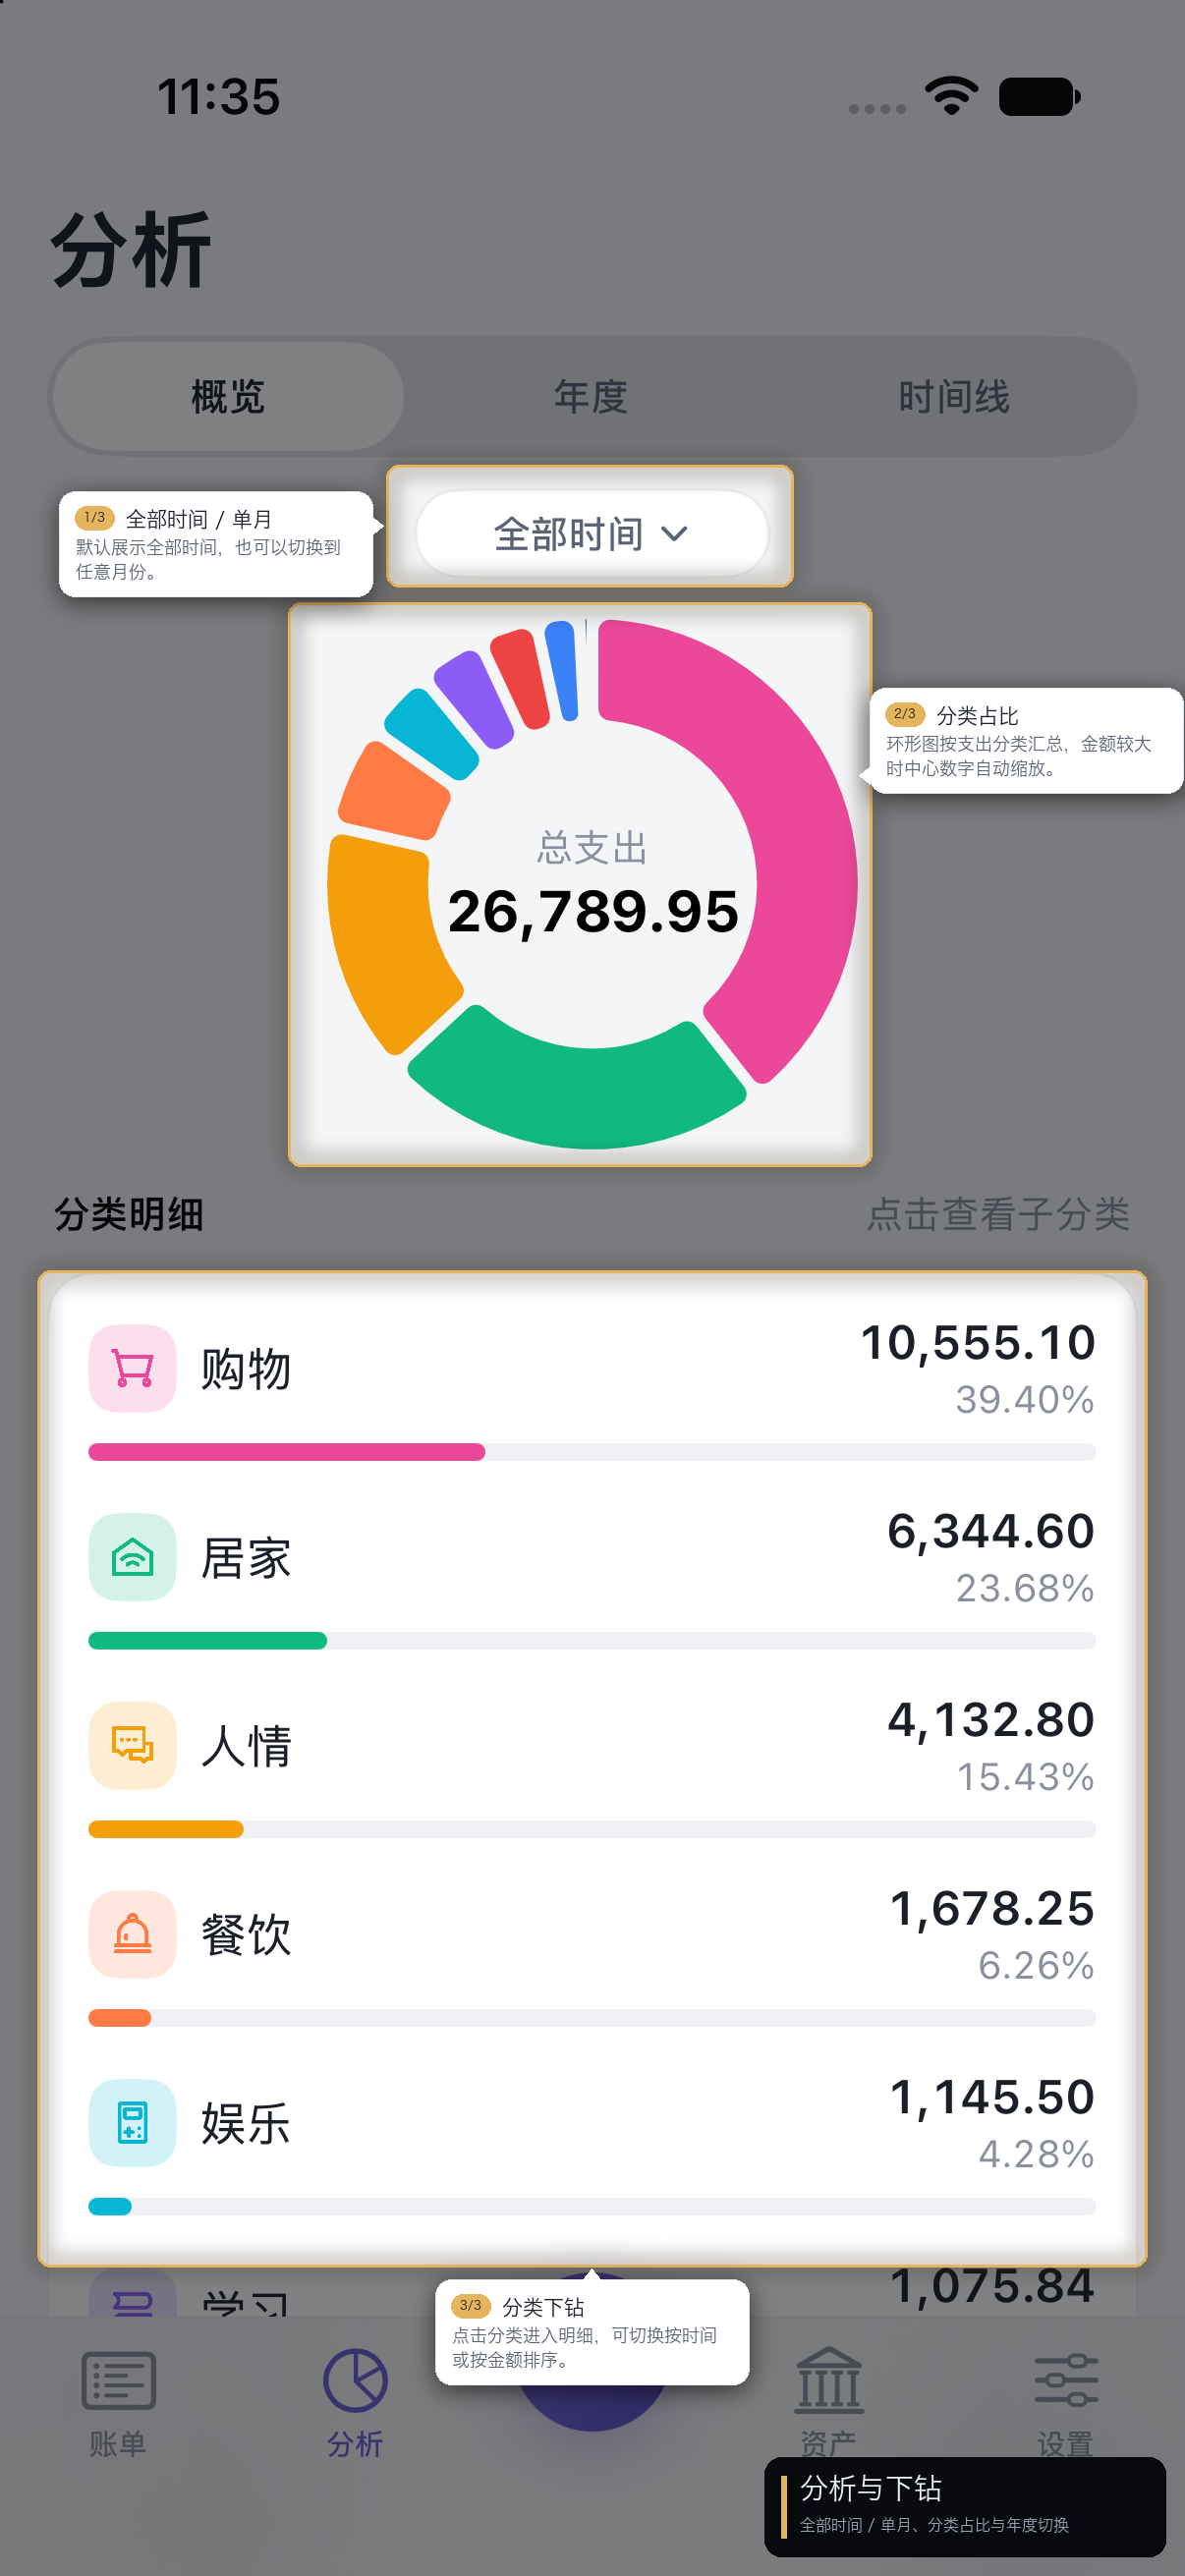 11:35
分析
概览
年度
时间线
1/3 全部时间 / 单月
默认展示全部时间，也可以切换到
任意月份。
全部时间
2/3 分类占比
环形图按支出分类汇总，金额较大
时中心数字自动缩放。
总支出
26,789.95
分类明细
点击查看子分类
购物
10,555.10
39.40%
居家
6,344.60
23.68%
人情
4,132.80
15.43%
餐饮
1,678.25
6.26%
娱乐
1,145.50
4.28%
学习
1,075.84
3/3 分类下钻
点击分类进入明细，可切换按时间
或按金额排序。
账单
分析
资产
设置
分析与下钻
全部时间 / 单月、分类占比与年度切换